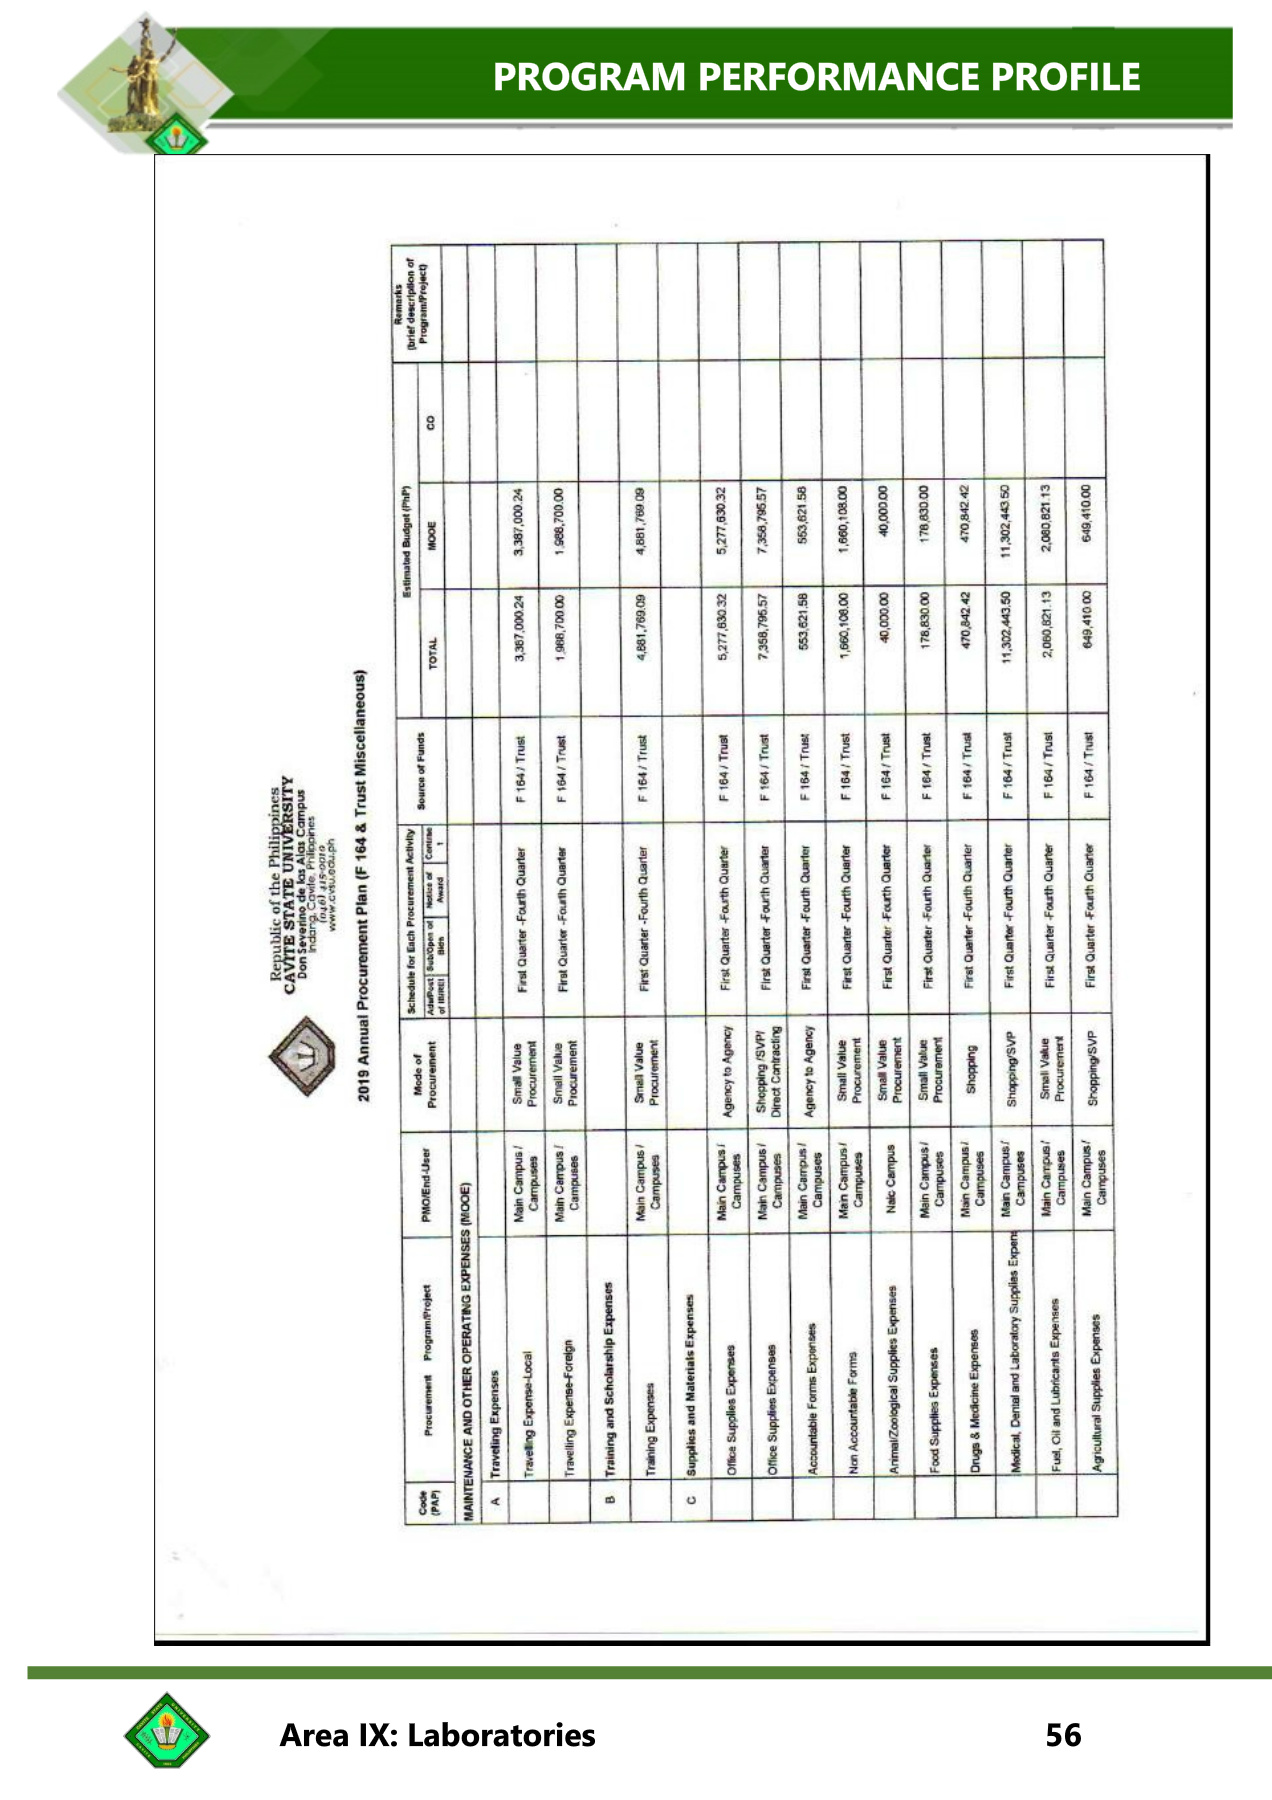 PROGRAM PERFORMANCE PROFILE
Republic of the Philippines
CAVITE STATE UNIVERSITY
Don Severino de las Alas Campus
Indang, Cavite, Philippines
(046) 415-0010
www.cvsu.edu.ph
2019 Annual Procurement Plan (F 164 & Trust Miscellaneous)
Code (PAP) Procurement Program/Project PMO/End-User Mode of Procurement Schedule for Each Procurement Activity Source of Funds Estimated Budget (PhP) Remarks (brief description of Program/Project)
Ads/Post of IB/REI Sub/Open of Bids Notice of Award TOTAL MOOE CO
MAINTENANCE AND OTHER OPERATING EXPENSES (MOOE)
A Traveling Expenses
Travelling Expense-Local Main Campus / Campuses Small Value Procurement First Quarter -Fourth Quarter F 164 / Trust 3,387,000.24 3,387,000.24
Travelling Expense-Foreign Main Campus / Campuses Small Value Procurement First Quarter -Fourth Quarter F 164 / Trust 1,988,700.00 1,988,700.00
B Training and Scholarship Expenses
Training Expenses Main Campus / Campuses Small Value Procurement First Quarter -Fourth Quarter F 164 / Trust 4,881,769.09 4,881,769.09
C Supplies and Materials Expenses
Office Supplies Expenses Main Campus / Campuses Agency to Agency First Quarter -Fourth Quarter F 164 / Trust 5,277,630.32 5,277,630.32
Office Supplies Expenses Main Campus / Campuses Shopping /SVP/ Direct Contracting First Quarter -Fourth Quarter F 164 / Trust 7,358,795.57 7,358,795.57
Accountable Forms Expenses Main Campus / Campuses Agency to Agency First Quarter -Fourth Quarter F 164 / Trust 553,621.58 553,621.58
Non Accountable Forms Main Campus / Campuses Small Value Procurement First Quarter -Fourth Quarter F 164 / Trust 1,660,108.00 1,660,108.00
Animal/Zoological Supplies Expenses Naic Campus Small Value Procurement First Quarter -Fourth Quarter F 164 / Trust 40,000.00 40,000.00
Food Supplies Expenses Main Campus / Campuses Small Value Procurement First Quarter -Fourth Quarter F 164 / Trust 178,830.00 178,830.00
Drugs & Medicine Expenses Main Campus / Campuses Shopping First Quarter -Fourth Quarter F 164 / Trust 470,842.42 470,842.42
Medical, Dental and Laboratory Supplies Expen Main Campus / Campuses Shopping/SVP First Quarter -Fourth Quarter F 164 / Trust 11,302,443.50 11,302,443.50
Fuel, Oil and Lubricants Expenses Main Campus / Campuses Small Value Procurement First Quarter -Fourth Quarter F 164 / Trust 2,080,821.13 2,080,821.13
Agricultural Supplies Expenses Main Campus / Campuses Shopping/SVP First Quarter -Fourth Quarter F 164 / Trust 649,410.00 649,410.00
Area IX: Laboratories 56